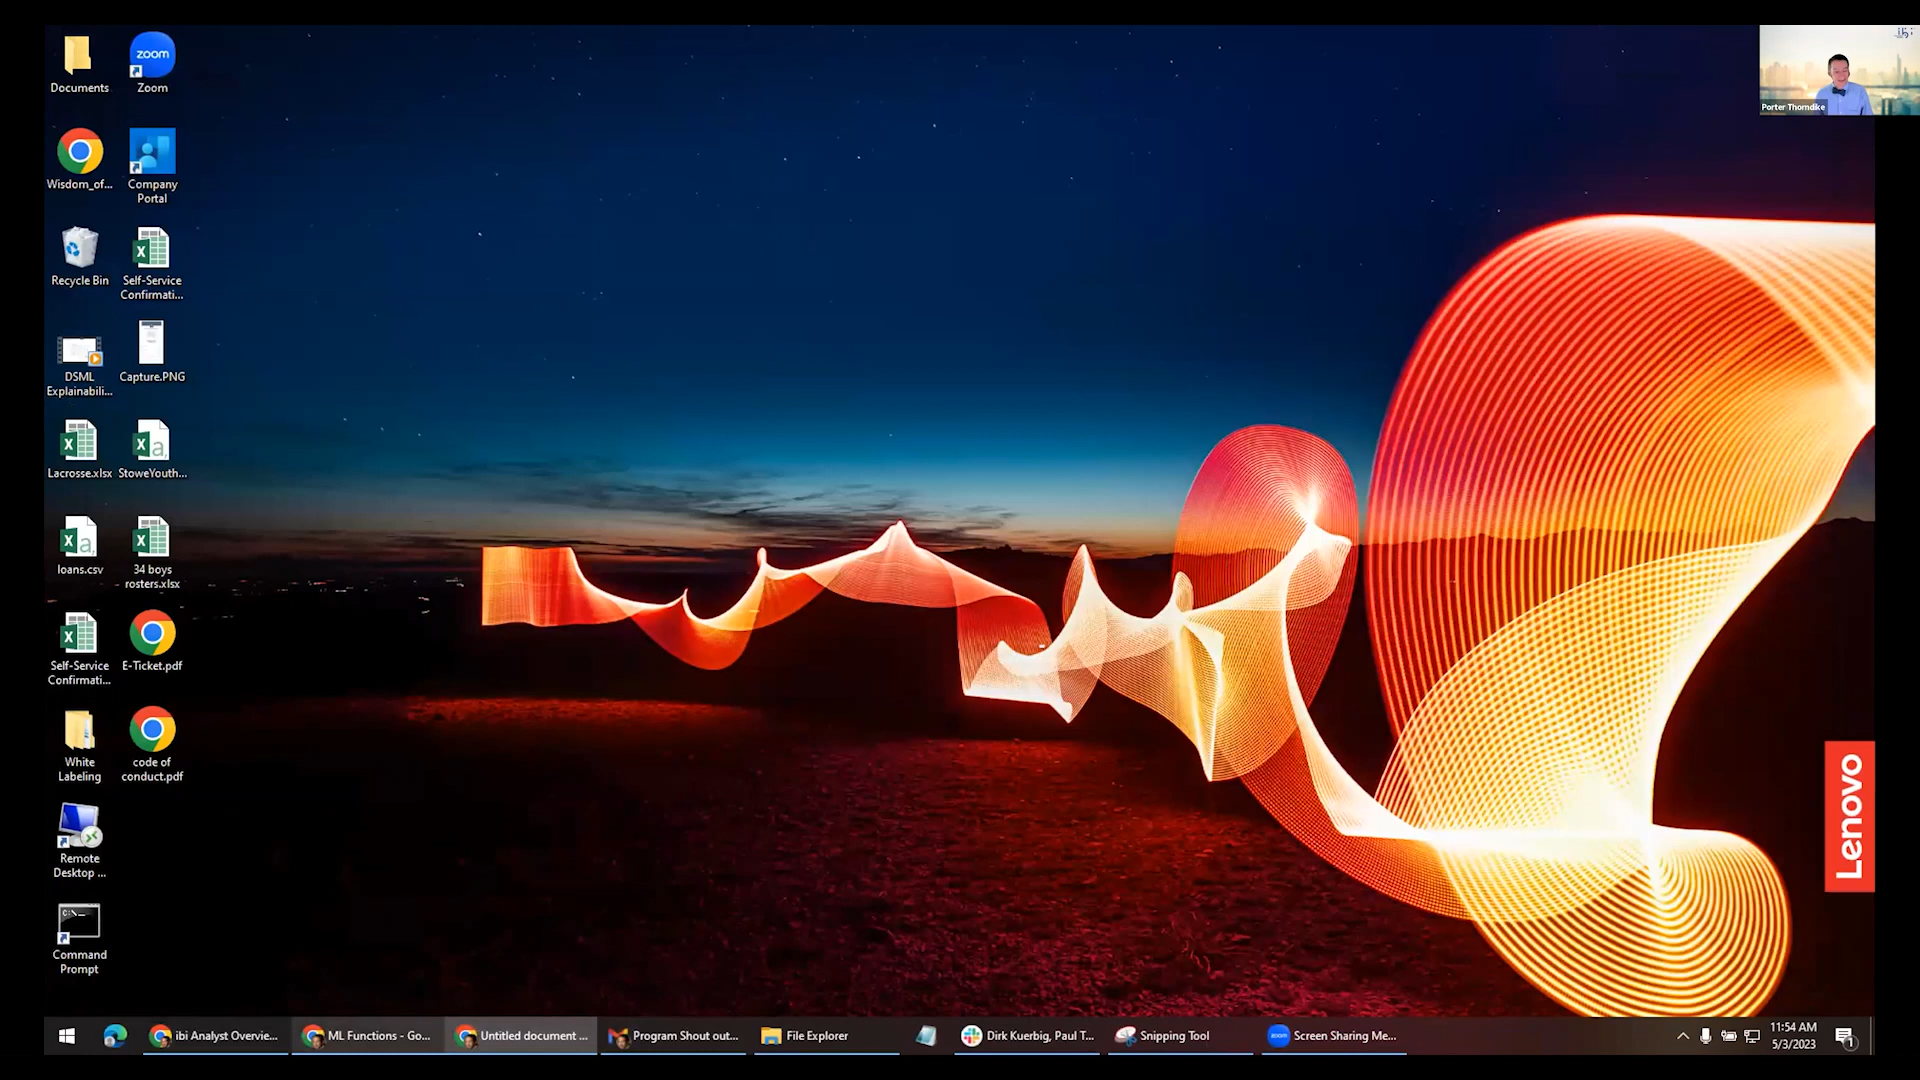 Documents
zoom
Zoom
Wisdom_of...
Company
Portal
Recycle Bin
Self-Service
Confirmati...
DSML
Explainabili...
Capture.PNG
Lacrosse.xlsx
StoweYouth...
loans.csv
34 boys
rosters.xlsx
Self-Service
Confirmati...
E-Ticket.pdf
White
Labeling
code of
conduct.pdf
Remote
Desktop ...
Command
Prompt
ibi
Porter Thorndike
Lenovo
ibi Analyst Overvie...
ML Functions - Go...
Untitled document ...
Program Shout out...
File Explorer
Dirk Kuerbig, Paul T...
Snipping Tool
zoom
Screen Sharing Me...
11:54 AM
5/3/2023
1